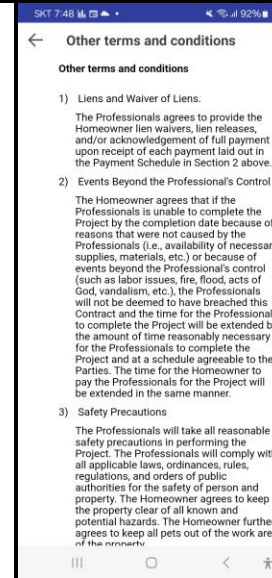 SKT 7:48
92%
Other terms and conditions
Other terms and conditions
1) Liens and Waiver of Liens.
The Professionals agrees to provide the
Homeowner lien waivers, lien releases,
and/or acknowledgement of full payment
upon receipt of each payment laid out in
the Payment Schedule in Section 2 above.
2) Events Beyond the Professional's Control
The Homeowner agrees that if the
Professionals is unable to complete the
Project by the completion date because of
reasons that were not caused by the
Professionals (i.e., availability of necessar
supplies, materials, etc.) or because of
events beyond the Professional's control
(such as labor issues, fire, flood, acts of
God, vandalism, etc.), the Professionals
will not be deemed to have breached this
Contract and the time for the Professional
to complete the Project will be extended b
the amount of time reasonably necessary
for the Professionals to complete the
Project and at a schedule agreeable to the
Parties. The time for the Homeowner to
pay the Professionals for the Project will
be extended in the same manner.
3) Safety Precautions
The Professionals will take all reasonable
safety precautions in performing the
Project. The Professionals will comply with
all applicable laws, ordinances, rules,
regulations, and orders of public
authorities for the safety of person and
property. The Homeowner agrees to keep
the property clear of all known and
potential hazards. The Homeowner further
agrees to keep all pets out of the work are
of the property